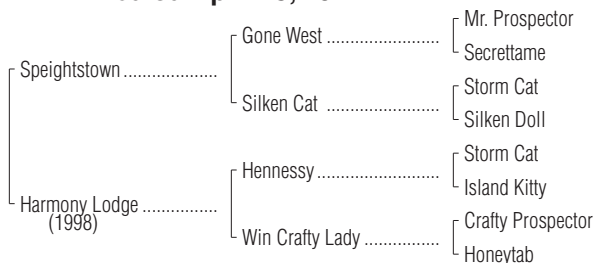 Mr. Prospector
Gone West ........................
Secrettame
Speightstown ....................
Storm Cat
Silken Cat ........................
Silken Doll
Storm Cat
Hennessy ..........................
Island Kitty
Harmony Lodge ................
(1998)
Crafty Prospector
Win Crafty Lady ................
Honeytab